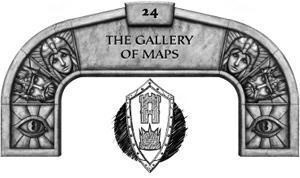 24
THE GALLERY
OF MAPS